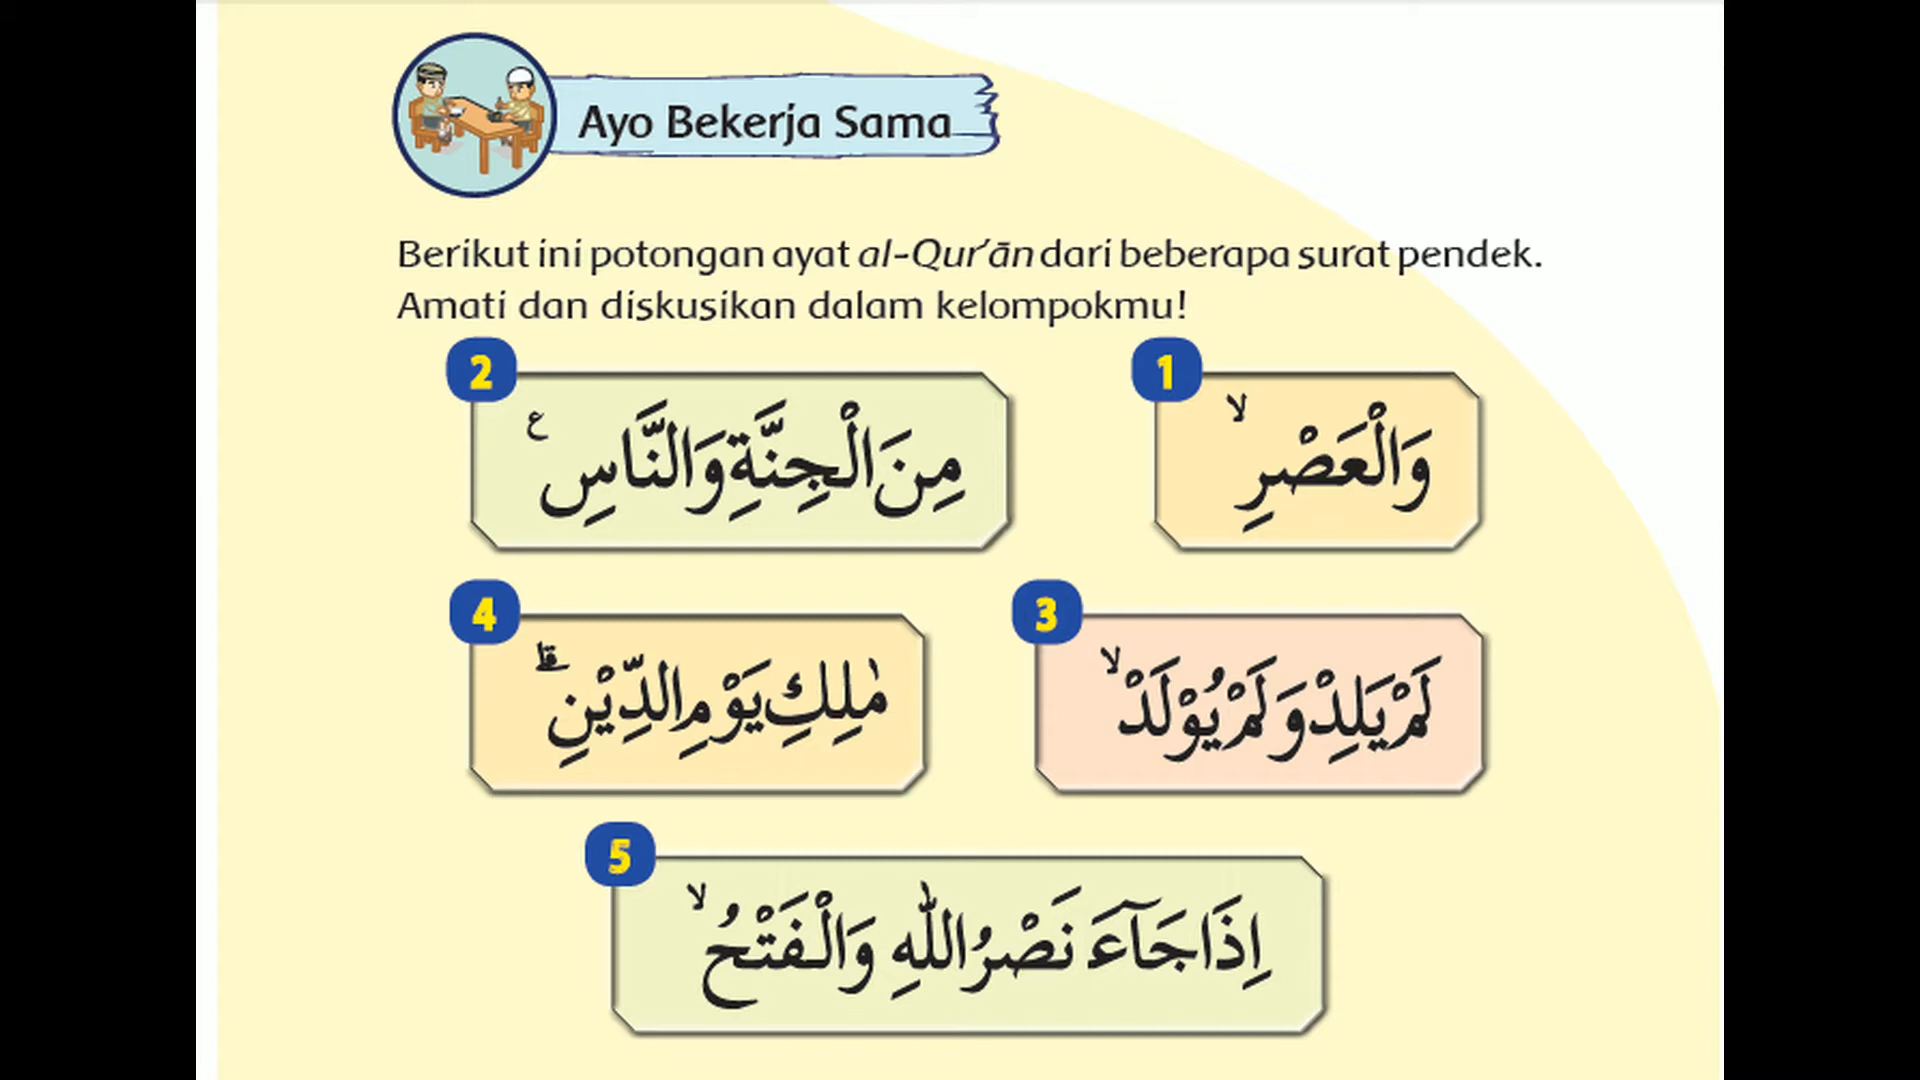 Ayo Bekerja Sama
Berikut ini potongan ayat al-Qur’ān dari beberapa surat pendek.
Amati dan diskusikan dalam kelompokmu!
1
وَالْعَصْرِ ۙ
2
مِنَ الْجِنَّةِ وَالنَّاسِ ࣖ
3
لَمْ يَلِدْ وَلَمْ يُوْلَدْ ۙ
4
مٰلِكِ يَوْمِ الدِّيْنِ ۗ
5
اِذَا جَاۤءَ نَصْرُ اللّٰهِ وَالْفَتْحُ ۙ